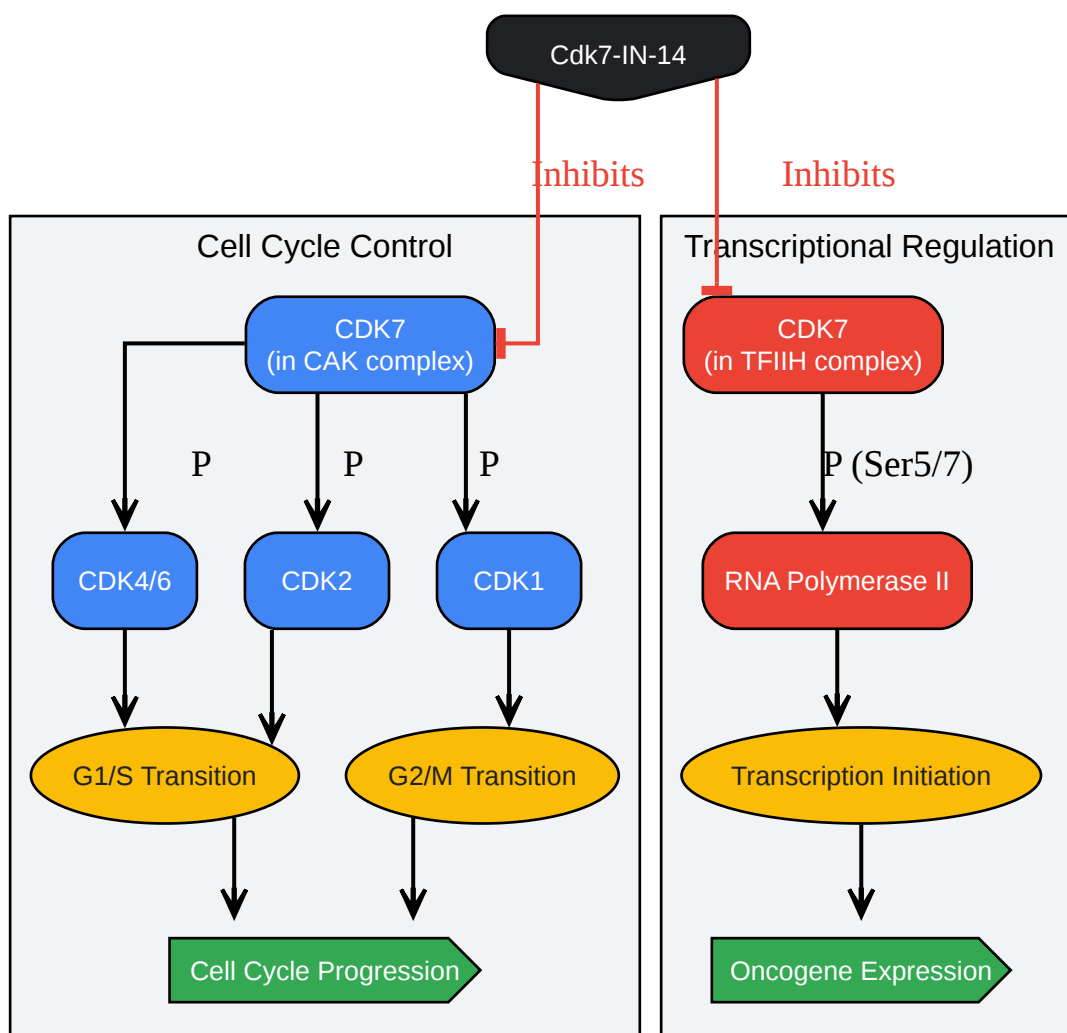 Cdk7-IN-14
Inhibits
Inhibits
Cell Cycle Control
Transcriptional Regulation
CDK7
(in CAK complex)
CDK7
(in TFIIH complex)
P
P
P
P (Ser5/7)
CDK4/6
CDK2
CDK1
RNA Polymerase II
G1/S Transition
G2/M Transition
Transcription Initiation
Cell Cycle Progression
Oncogene Expression